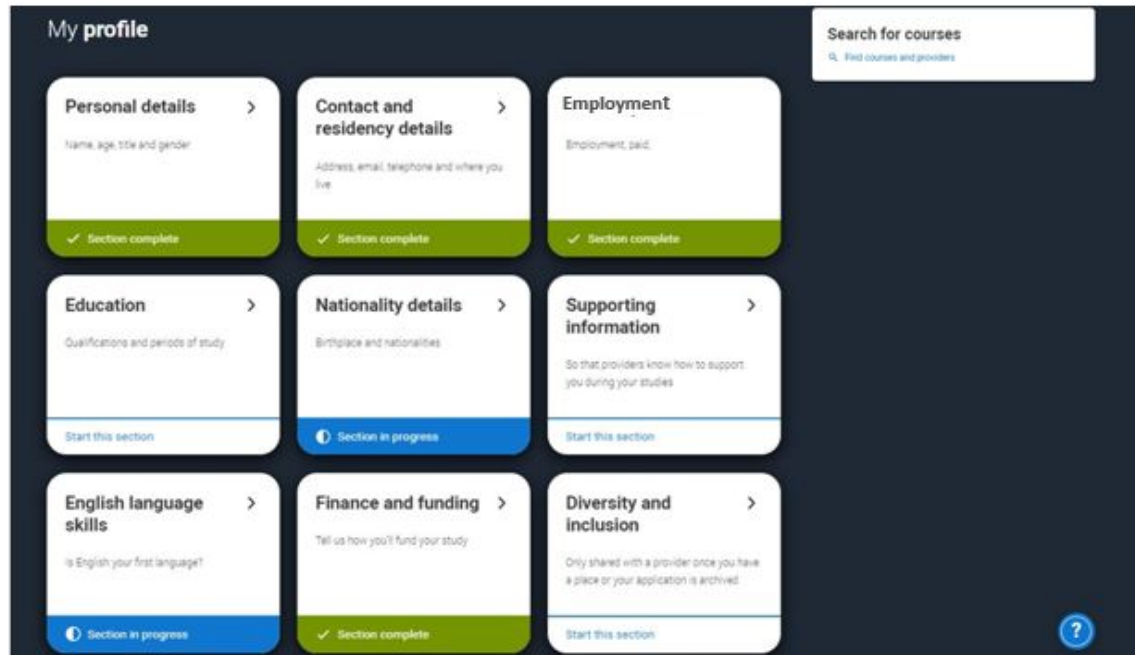 My profile
Search for courses
Find courses and providers
Personal details
Name, age, title and gender
Section complete
Contact and
residency details
Address, email, telephone and where you
live
Section complete
Employment
Employment, paid,
Section complete
Education
Qualifications and periods of study
Start this section
Nationality details
Birthplace and nationalities
Section in progress
Supporting
information
So that providers know how to support
you during your studies
Start this section
English language
skills
Is English your first language?
Section in progress
Finance and funding
Tell us how you'll fund your study
Section complete
Diversity and
inclusion
Only shared with a provider once you have
a place or your application is archived
Start this section
?